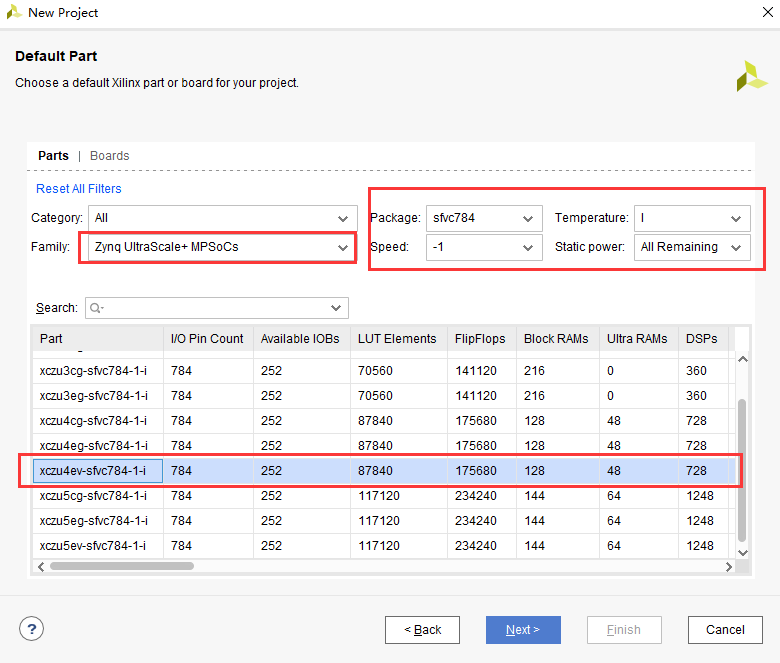 New Project
Default Part
Choose a default Xilinx part or board for your project.
Parts | Boards
Reset All Filters
Category: All Package: sfvc784 Temperature: I
Family: Zynq UltraScale+ MPSoCs Speed: -1 Static power: All Remaining
Search: Q-
Part I/O Pin Count Available IOBs LUT Elements FlipFlops Block RAMs Ultra RAMs DSPs
xczu3cg-sfvc784-1-i 784 252 70560 141120 216 0 360
xczu3eg-sfvc784-1-i 784 252 70560 141120 216 0 360
xczu4cg-sfvc784-1-i 784 252 87840 175680 128 48 728
xczu4eg-sfvc784-1-i 784 252 87840 175680 128 48 728
xczu4ev-sfvc784-1-i 784 252 87840 175680 128 48 728
xczu5cg-sfvc784-1-i 784 252 117120 234240 144 64 1248
xczu5eg-sfvc784-1-i 784 252 117120 234240 144 64 1248
xczu5ev-sfvc784-1-i 784 252 117120 234240 144 64 1248
? < Back Next > Finish Cancel